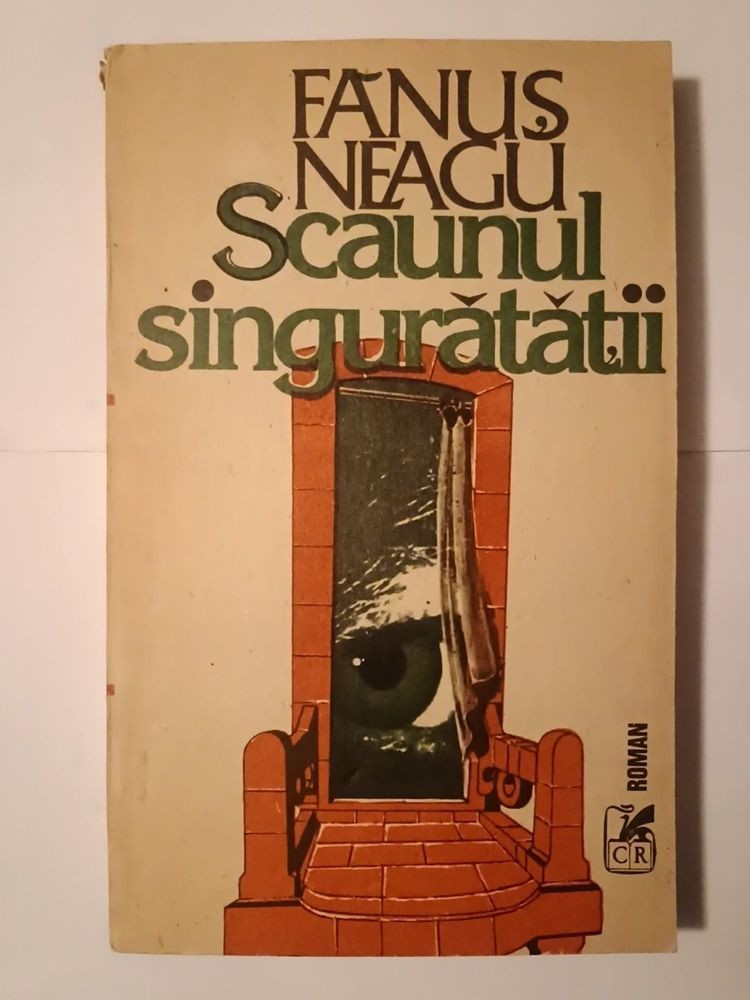 FĂNUȘ
NEAGU
Scaunul
singurătății
ROMAN
CR